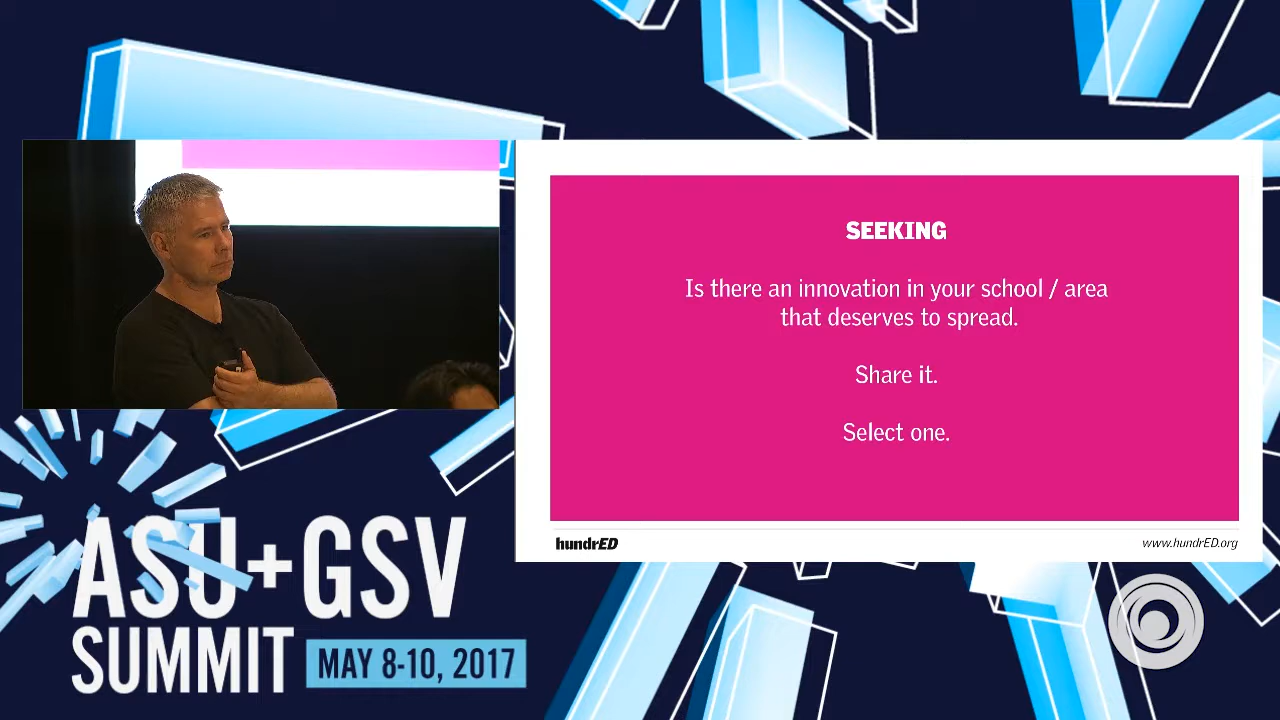 SEEKING
Is there an innovation in your school / area
that deserves to spread.
Share it.
Select one.
hundrED
www.hundrED.org
ASU+GSV
SUMMIT
MAY 8-10, 2017